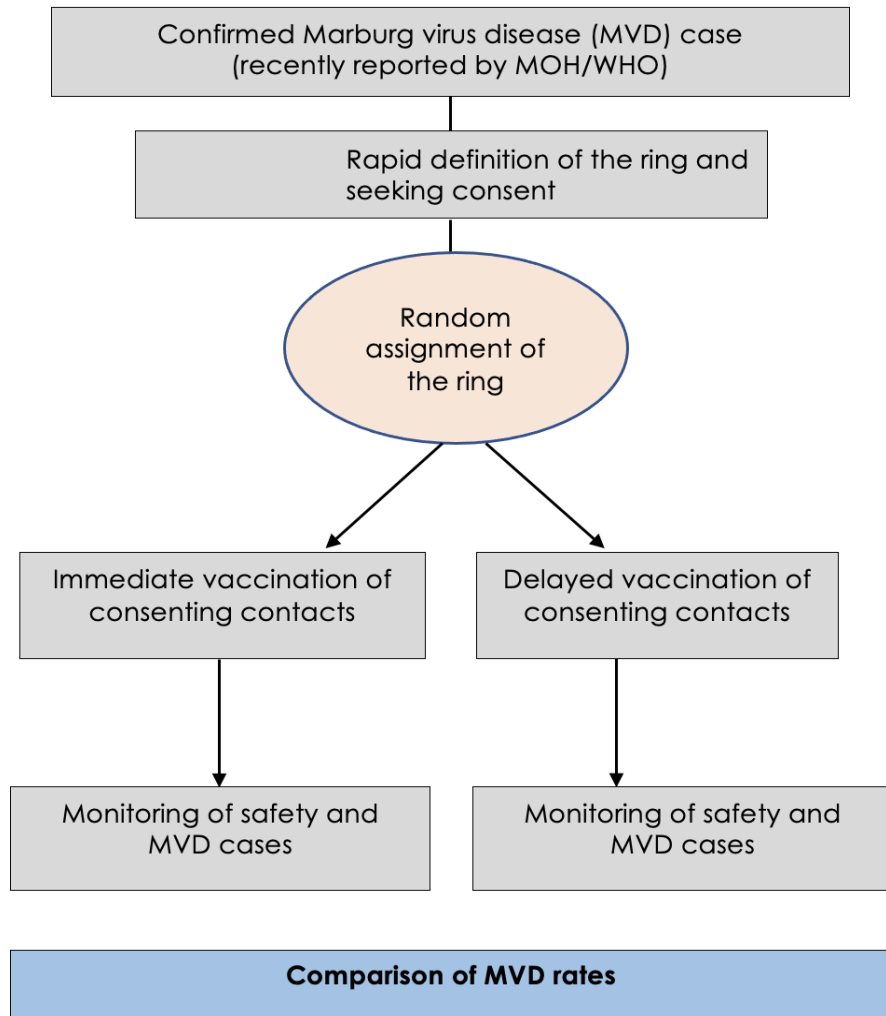 Confirmed Marburg virus disease (MVD) case
(recently reported by MOH/WHO)
Rapid definition of the ring and
seeking consent
Random
assignment of
the ring
Immediate vaccination of
consenting contacts
Delayed vaccination of
consenting contacts
Monitoring of safety and
MVD cases
Monitoring of safety and
MVD cases
Comparison of MVD rates